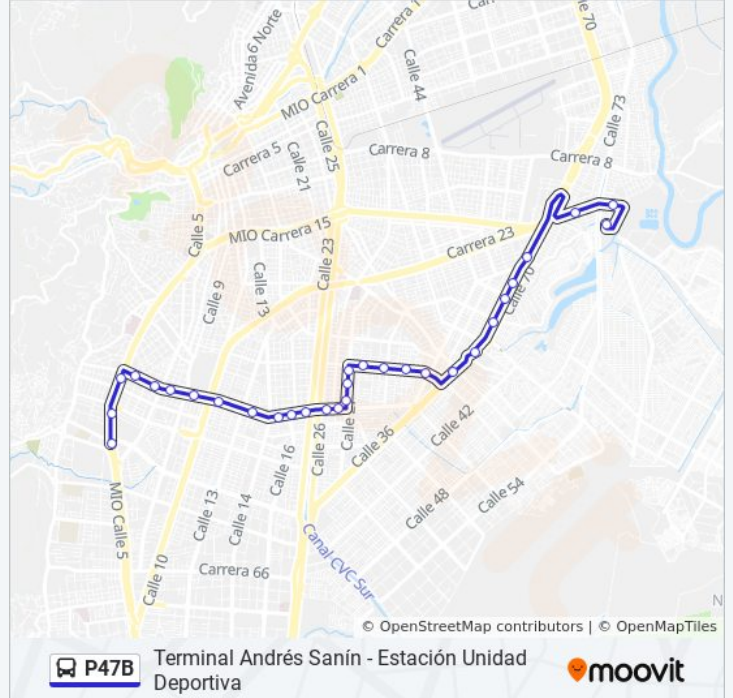 Avenida6 Norte
Carrera 1
Ca
le 70
MIO Carrera 1
Calle 44
Calle 73
Calle 25
Carrera 8
Carrera 8
Carrera 5
Calle 21
Calle 5
MIO Carrera 15
Calle 23
Carrera 23
Calle 9
Calle 13
Calle 70
Calle 26
Calle
Calle 16
Calle 36
Calle 42
MIO Calle 5
Calle 13
Calle 14
Calle 48
Calle 54
Calle 10
Carrera 66
Canal CVC-Sur
N
© OpenStreetMap contributors | © OpenMapTiles
P47B
Terminal Andrés Sanín - Estación Unidad
Deportiva
moovit